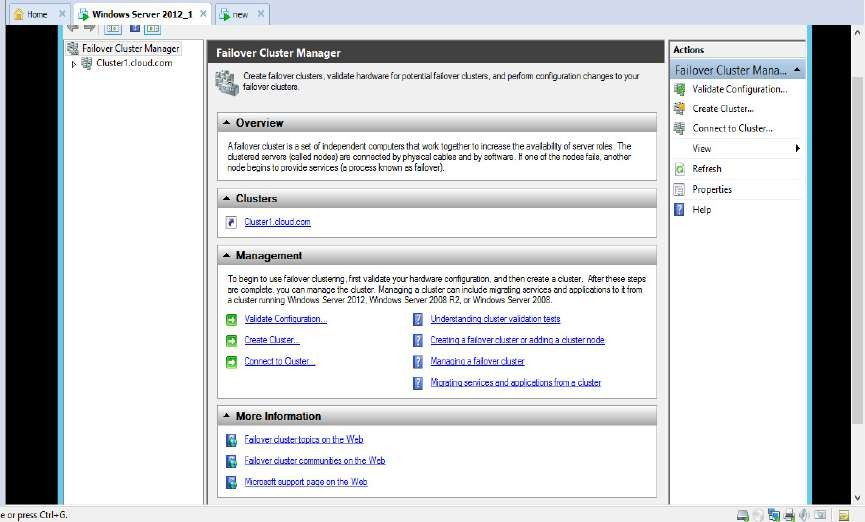 Home
Windows Server 2012_1
new
Failover Cluster Manager
Cluster1.cloud.com
Failover Cluster Manager
Create failover clusters, validate hardware for potential failover clusters, and perform configuration changes to your
failover clusters.
Overview
A failover cluster is a set of independent computers that work together to increase the availability of server roles. The
clustered servers (called nodes) are connected by physical cables and by software. If one of the nodes fails, another
node begins to provide services (a process known as failover).
Clusters
Cluster1.cloud.com
Management
To begin to use failover clustering, first validate your hardware configuration, and then create a cluster. After these steps
are complete, you can manage the cluster. Managing a cluster can include migrating services and applications to it from
a cluster running Windows Server 2012, Windows Server 2008 R2, or Windows Server 2008.
Validate Configuration...
Understanding cluster validation tests
Create Cluster...
Creating a failover cluster or adding a cluster node
Connect to Cluster...
Managing a failover cluster
Migrating services and applications from a cluster
More Information
Failover cluster topics on the Web
Failover cluster communities on the Web
Microsoft support page on the Web
Actions
Failover Cluster Mana...
Validate Configuration...
Create Cluster...
Connect to Cluster...
View
Refresh
Properties
Help
e or press Ctrl+G.